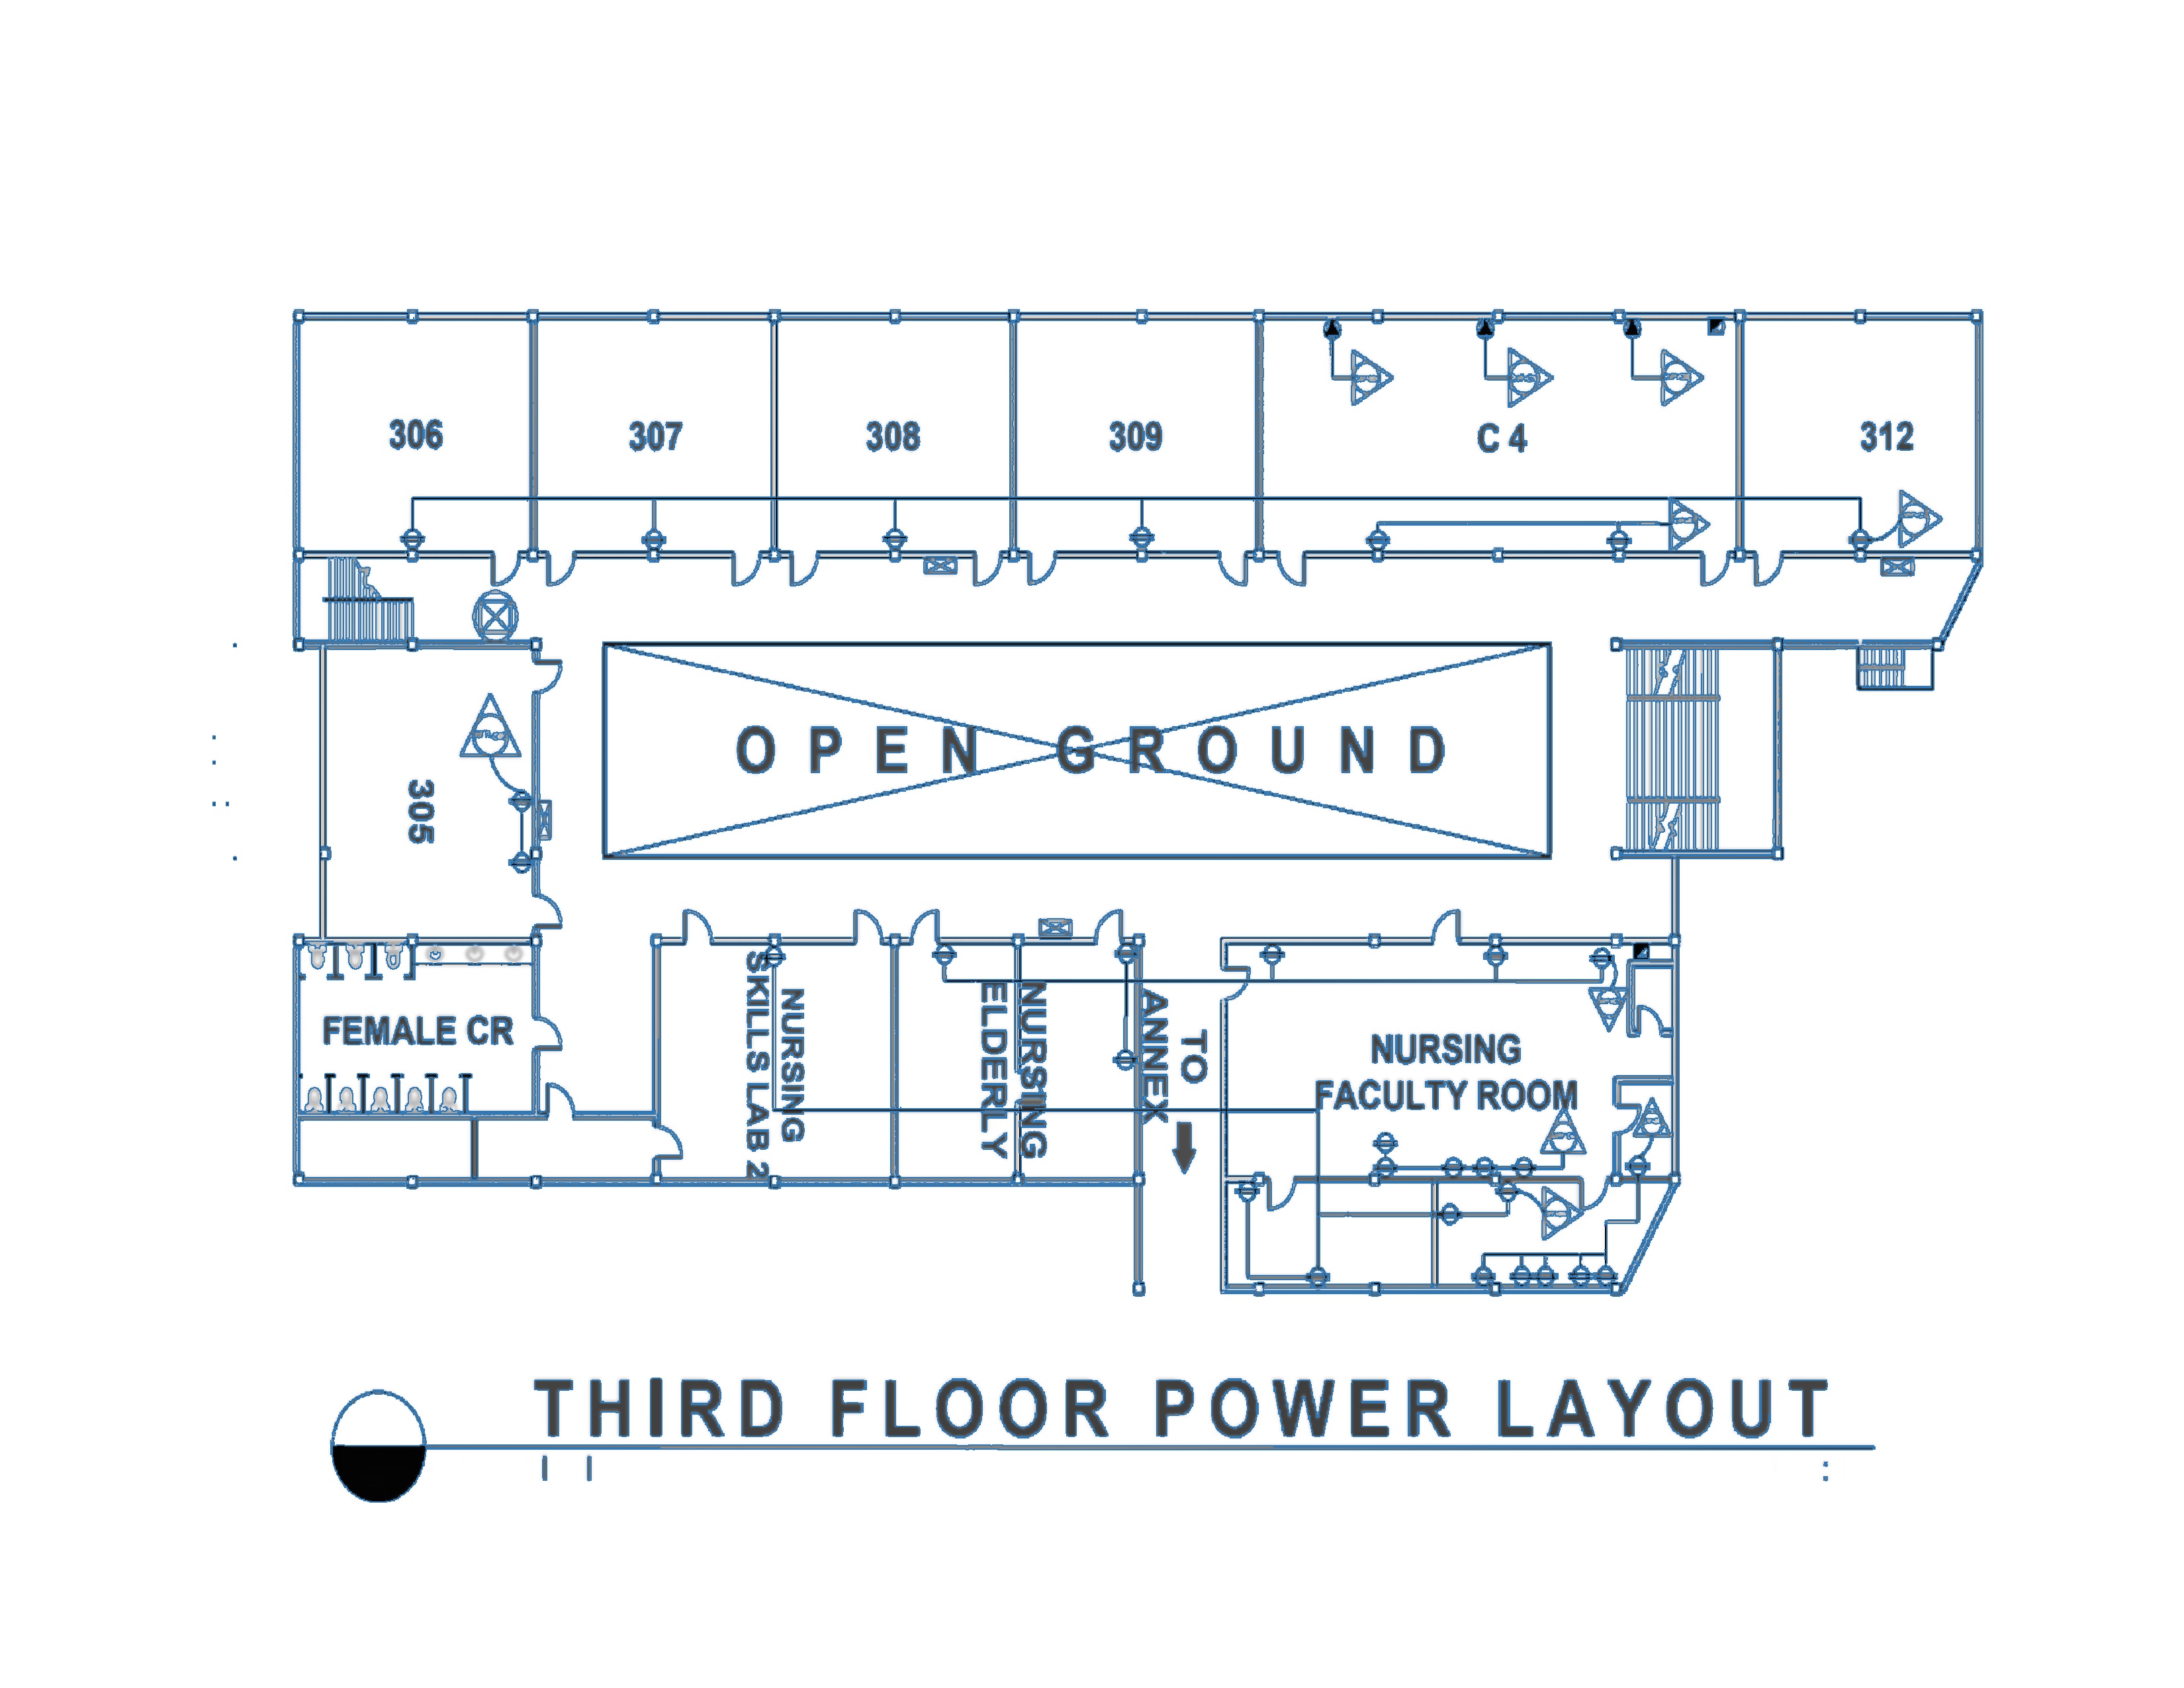 306
307
308
309
C 4
312
OPEN GROUND
305
FEMALE CR
NURSING
SKILLS LAB 2
NURSING
ELDERLY
TO
ANNEX
NURSING
FACULTY ROOM
THIRD FLOOR POWER LAYOUT